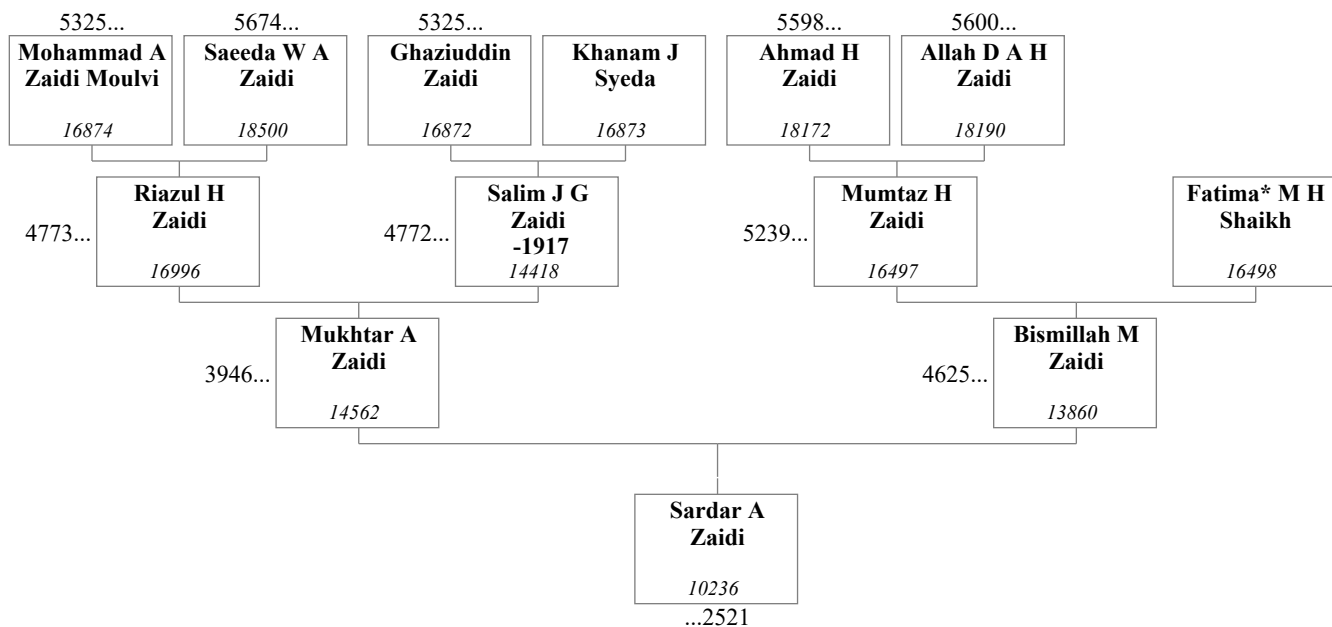 5325...
5674...
5325...
5598...
5600...
Mohammad A
Zaidi Moulvi
16874
Saeeda W A
Zaidi
18500
Ghaziuddin
Zaidi
16872
Khanam J
Syeda
16873
Ahmad H
Zaidi
18172
Allah D A H
Zaidi
18190
4773...
Riazul H
Zaidi
16996
4772...
Salim J G
Zaidi
-1917
14418
5239...
Mumtaz H
Zaidi
16497
Fatima* M H
Shaikh
16498
3946...
Mukhtar A
Zaidi
14562
4625...
Bismillah M
Zaidi
13860
Sardar A
Zaidi
10236
...2521